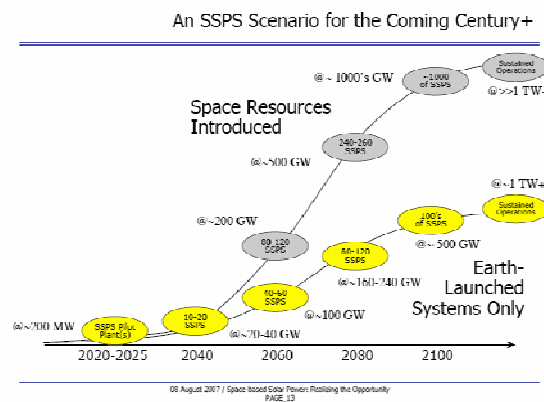 An SSPS Scenario for the Coming Century+
Sustained
Operations
@>>1 TW+
~1000
of SSPS
@~ 1000's GW
Space Resources
Introduced
240-260
SSPS
@~500 GW
@~1 TW+
Sustained
Operations
100's
of SSPS
@~ 500 GW
@~200 GW
80-120
SSPS
80-120
SSPS
@~160-240 GW
Earth-
Launched
Systems Only
40-60
SSPS
@~100 GW
10-20
SSPS
@~20-40 GW
@~200 MW
SSPS Pilot
Plant(s)
2020-2025 2040 2060 2080 2100
08 August 2007 / Space based Solar Power: Realizing the Opportunity
PAGE_13